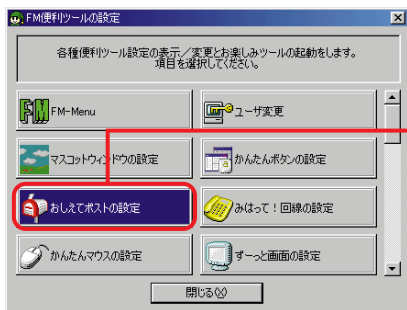 FM便利ツールの設定
各種便利ツール設定の表示／変更とお楽しみツールの起動をします。
項目を選択してください。
FM FM-Menu
ユーザ変更
マスコットウィンドウの設定
かんたんボタンの設定
おしえてポストの設定
みはって！回線の設定
かんたんマウスの設定
ずーっと画面の設定
閉じる(X)